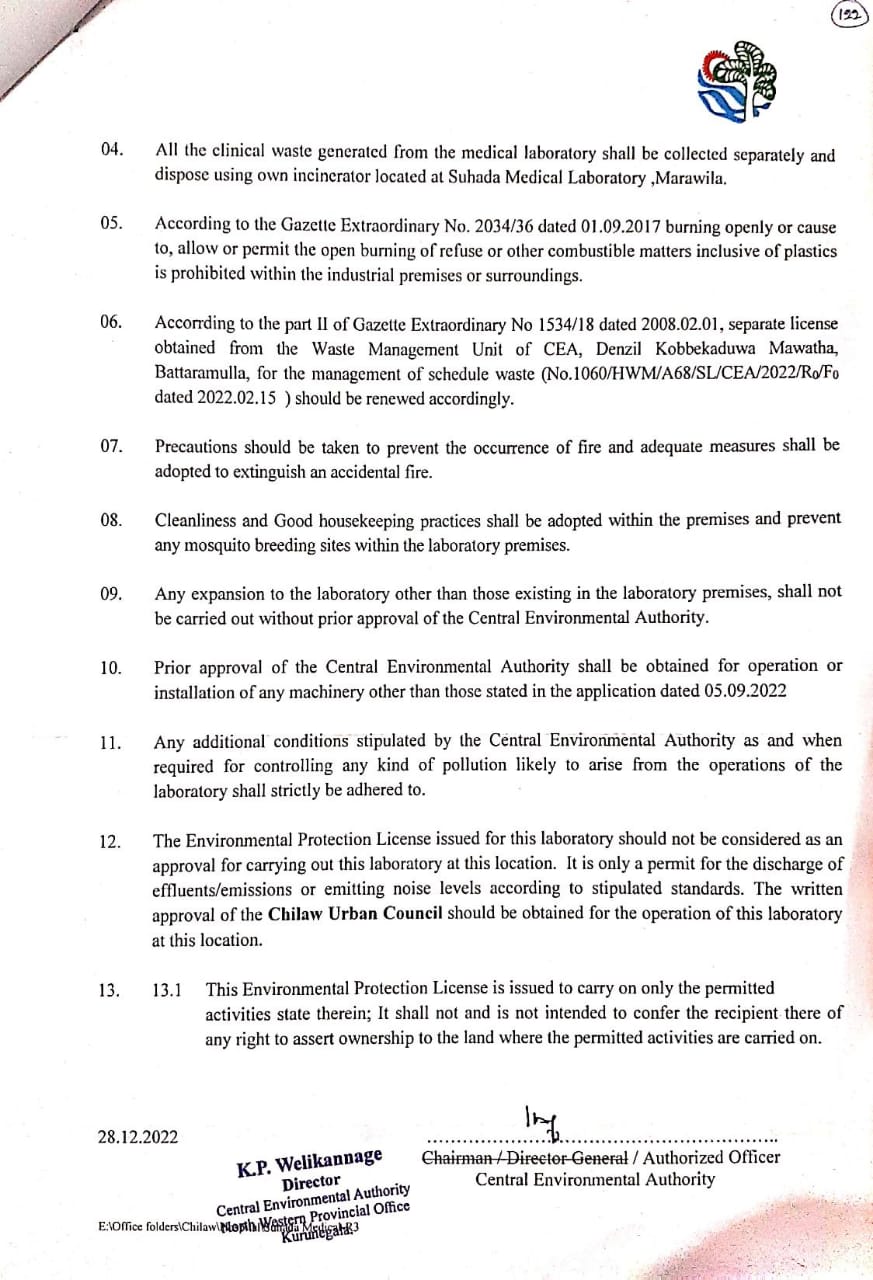 122
04. All the clinical waste generated from the medical laboratory shall be collected separately and
dispose using own incinerator located at Suhada Medical Laboratory ,Marawila.
05. According to the Gazette Extraordinary No. 2034/36 dated 01.09.2017 burning openly or cause
to, allow or permit the open burning of refuse or other combustible matters inclusive of plastics
is prohibited within the industrial premises or surroundings.
06. Accorrding to the part II of Gazette Extraordinary No 1534/18 dated 2008.02.01, separate license
obtained from the Waste Management Unit of CEA, Denzil Kobbekaduwa Mawatha,
Battaramulla, for the management of schedule waste (No.1060/HWM/A68/SL/CEA/2022/R0/F0
dated 2022.02.15 ) should be renewed accordingly.
07. Precautions should be taken to prevent the occurrence of fire and adequate measures shall be
adopted to extinguish an accidental fire.
08. Cleanliness and Good housekeeping practices shall be adopted within the premises and prevent
any mosquito breeding sites within the laboratory premises.
09. Any expansion to the laboratory other than those existing in the laboratory premises, shall not
be carried out without prior approval of the Central Environmental Authority.
10. Prior approval of the Central Environmental Authority shall be obtained for operation or
installation of any machinery other than those stated in the application dated 05.09.2022
11. Any additional conditions stipulated by the Central Environmental Authority as and when
required for controlling any kind of pollution likely to arise from the operations of the
laboratory shall strictly be adhered to.
12. The Environmental Protection License issued for this laboratory should not be considered as an
approval for carrying out this laboratory at this location. It is only a permit for the discharge of
effluents/emissions or emitting noise levels according to stipulated standards. The written
approval of the Chilaw Urban Council should be obtained for the operation of this laboratory
at this location.
13. 13.1 This Environmental Protection License is issued to carry on only the permitted
activities state therein; It shall not and is not intended to confer the recipient there of
any right to assert ownership to the land where the permitted activities are carried on.
28.12.2022
Chairman / Director General / Authorized Officer
Central Environmental Authority
K.P. Welikannage
Director
Central Environmental Authority
North Western Provincial Office
Kurunegala.
E:\Office folders\Chilaw\